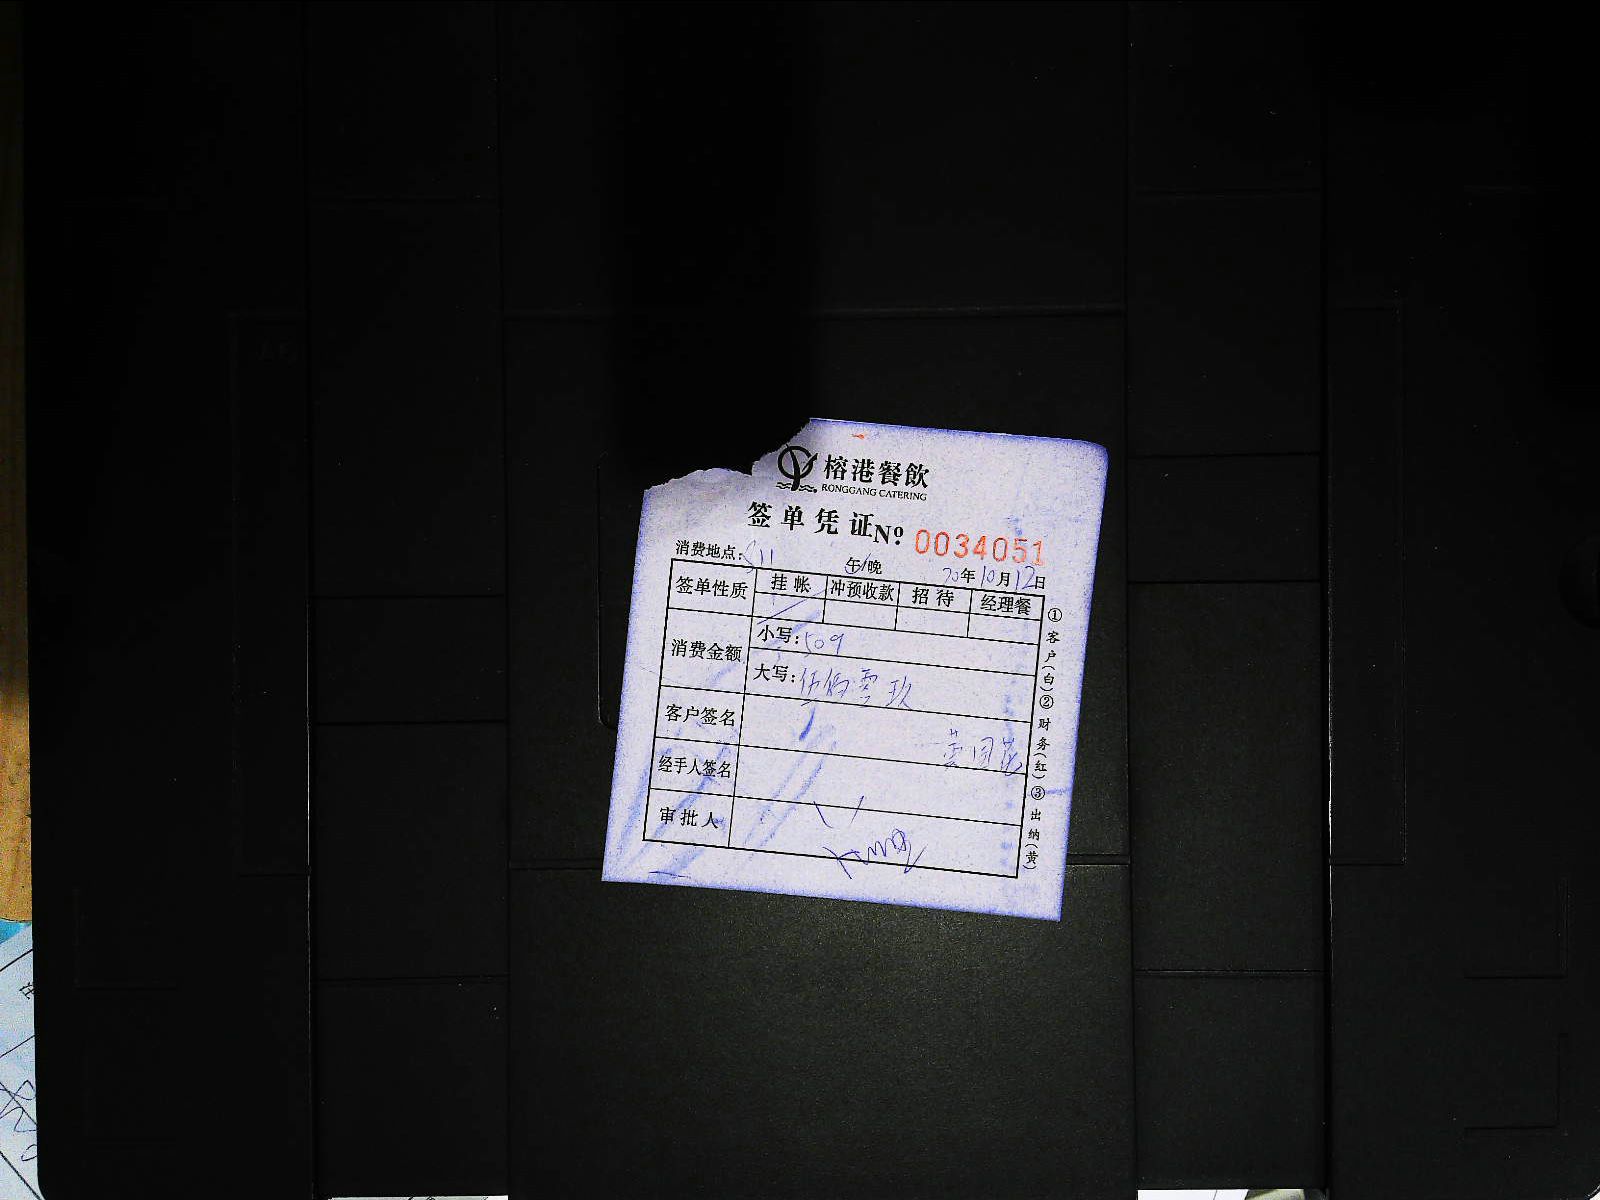 榕港餐飲
RONGGANG CATERING
签单凭证 Nº 0034051
消费地点: S11 午/晚 20年10月12日
签单性质 挂帐 冲预收款 招待 经理餐
消费金额 小写: 509
大写: 伍佰零玖
客户签名
经手人签名
审批人
①客户(白)②财务(红)③出纳(黄)